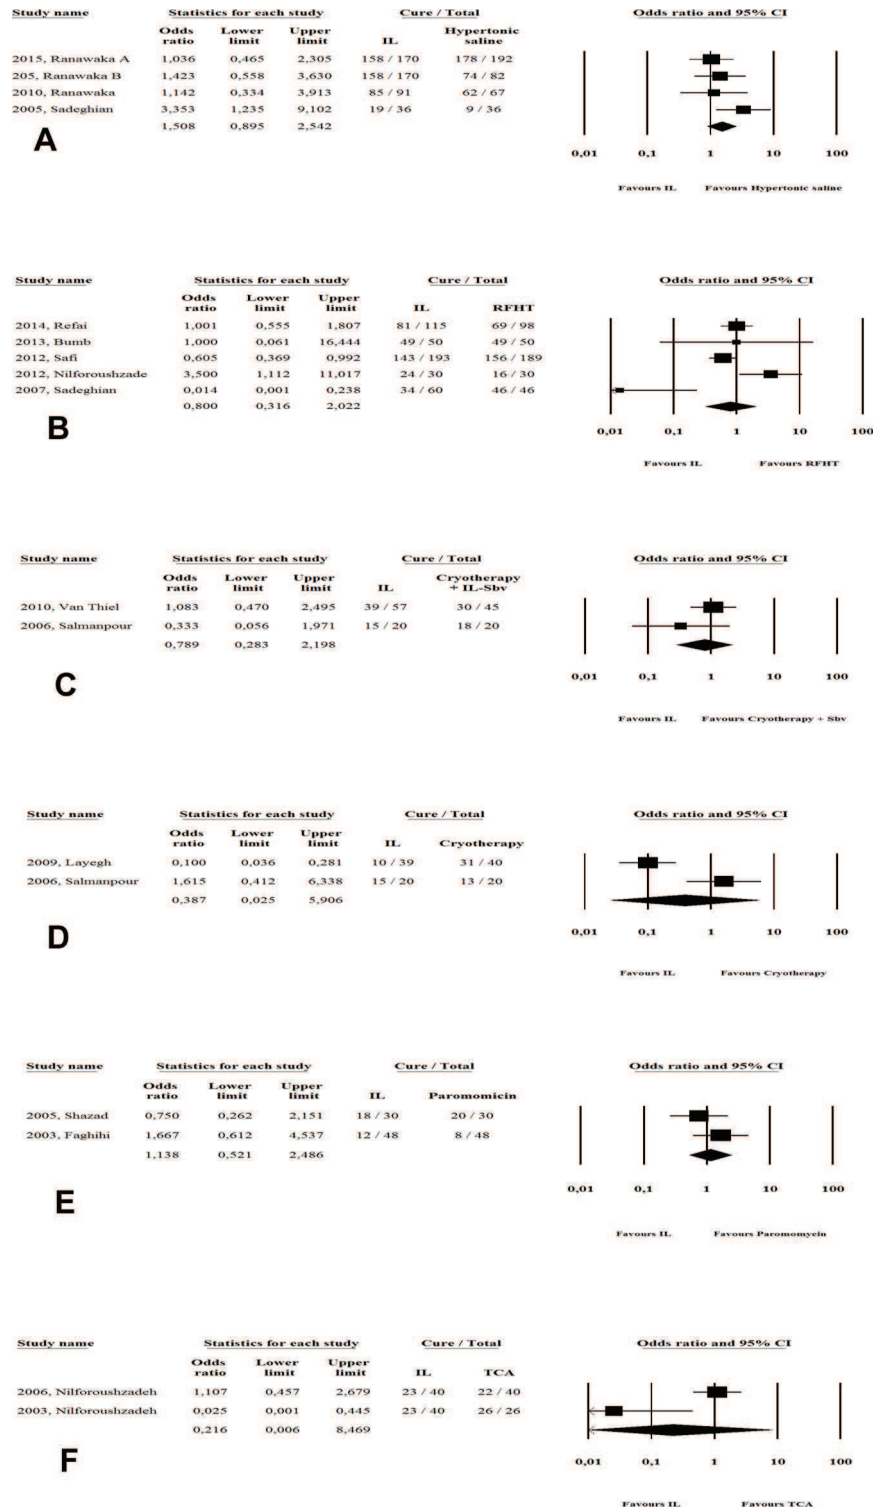 Study name Statistics for each study Cure / Total Odds ratio and 95% CI
Odds ratio Lower limit Upper limit IL Hypertonic saline
2015, Ranawaka A 1,036 0,465 2,305 158 / 170 178 / 192
205, Ranawaka B 1,423 0,558 3,630 158 / 170 74 / 82
2010, Ranawaka 1,142 0,334 3,913 85 / 91 62 / 67
2005, Sadeghian 3,353 1,235 9,102 19 / 36 9 / 36
1,508 0,895 2,542
A
0,01 0,1 1 10 100
Favours IL Favours Hypertonic saline
Study name Statistics for each study Cure / Total Odds ratio and 95% CI
Odds ratio Lower limit Upper limit IL RFHT
2014, Refai 1,001 0,555 1,807 81 / 115 69 / 98
2013, Bumb 1,000 0,061 16,444 49 / 50 49 / 50
2012, Safi 0,605 0,369 0,992 143 / 193 156 / 189
2012, Nilforoushzade 3,500 1,112 11,017 24 / 30 16 / 30
2007, Sadeghian 0,014 0,001 0,238 34 / 60 46 / 46
0,800 0,316 2,022
B
0,01 0,1 1 10 100
Favours IL Favours RFHT
Study name Statistics for each study Cure / Total Odds ratio and 95% CI
Odds ratio Lower limit Upper limit IL Cryotherapy + IL-Sbv
2010, Van Thiel 1,083 0,470 2,495 39 / 57 30 / 45
2006, Salmanpour 0,333 0,056 1,971 15 / 20 18 / 20
0,789 0,283 2,198
C
0,01 0,1 1 10 100
Favours IL Favours Cryotherapy + Sbv
Study name Statistics for each study Cure / Total Odds ratio and 95% CI
Odds ratio Lower limit Upper limit IL Cryotherapy
2009, Layegh 0,100 0,036 0,281 10 / 39 31 / 40
2006, Salmanpour 1,615 0,412 6,338 15 / 20 13 / 20
0,387 0,025 5,906
D
0,01 0,1 1 10 100
Favours IL Favours Cryotherapy
Study name Statistics for each study Cure / Total Odds ratio and 95% CI
Odds ratio Lower limit Upper limit IL Paromomicin
2005, Shazad 0,750 0,262 2,151 18 / 30 20 / 30
2003, Faghihi 1,667 0,612 4,537 12 / 48 8 / 48
1,138 0,521 2,486
E
0,01 0,1 1 10 100
Favours IL Favours Paromomycin
Study name Statistics for each study Cure / Total Odds ratio and 95% CI
Odds ratio Lower limit Upper limit IL TCA
2006, Nilforoushzadeh 1,107 0,457 2,679 23 / 40 22 / 40
2003, Nilforoushzadeh 0,025 0,001 0,445 23 / 40 26 / 26
0,216 0,006 8,469
F
0,01 0,1 1 10 100
Favours IL Favours TCA